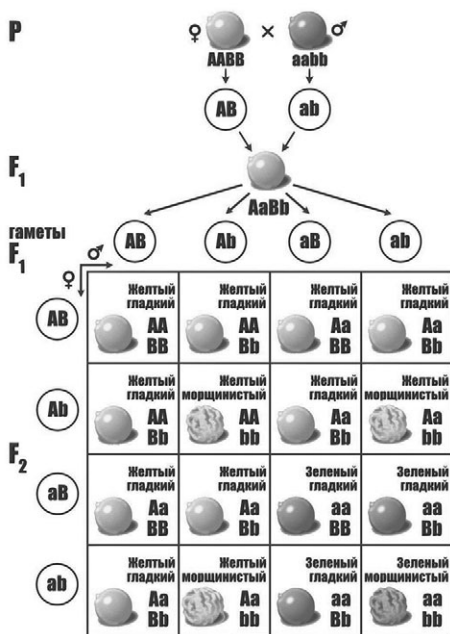 P
♀ × ♂
AABB aabb
AB ab
F₁
AaBb
гаметы
F₁
♂
♀
AB Ab aB ab
AB
Желтый гладкий AA BB
Желтый гладкий AA Bb
Желтый гладкий Aa BB
Желтый гладкий Aa Bb
Ab
Желтый гладкий AA Bb
Желтый морщинистый AA bb
Желтый гладкий Aa Bb
Желтый морщинистый Aa bb
F₂
aB
Желтый гладкий Aa BB
Желтый гладкий Aa Bb
Зеленый гладкий aa BB
Зеленый гладкий aa Bb
ab
Желтый гладкий Aa Bb
Желтый морщинистый Aa bb
Зеленый гладкий aa Bb
Зеленый морщинистый aa bb